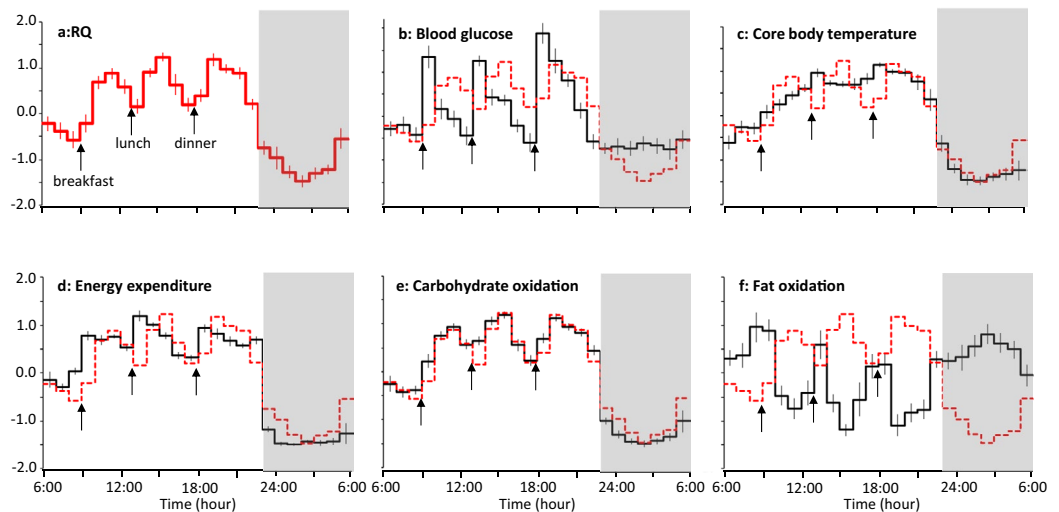 2.0
1.0
0.0
-1.0
-2.0
a:RQ
breakfast
lunch
dinner
b: Blood glucose
c: Core body temperature
2.0
1.0
0.0
-1.0
-2.0
d: Energy expenditure
e: Carbohydrate oxidation
f: Fat oxidation
6:00 12:00 18:00 24:00 6:00
Time (hour)
6:00 12:00 18:00 24:00 6:00
Time (hour)
6:00 12:00 18:00 24:00 6:00
Time (hour)